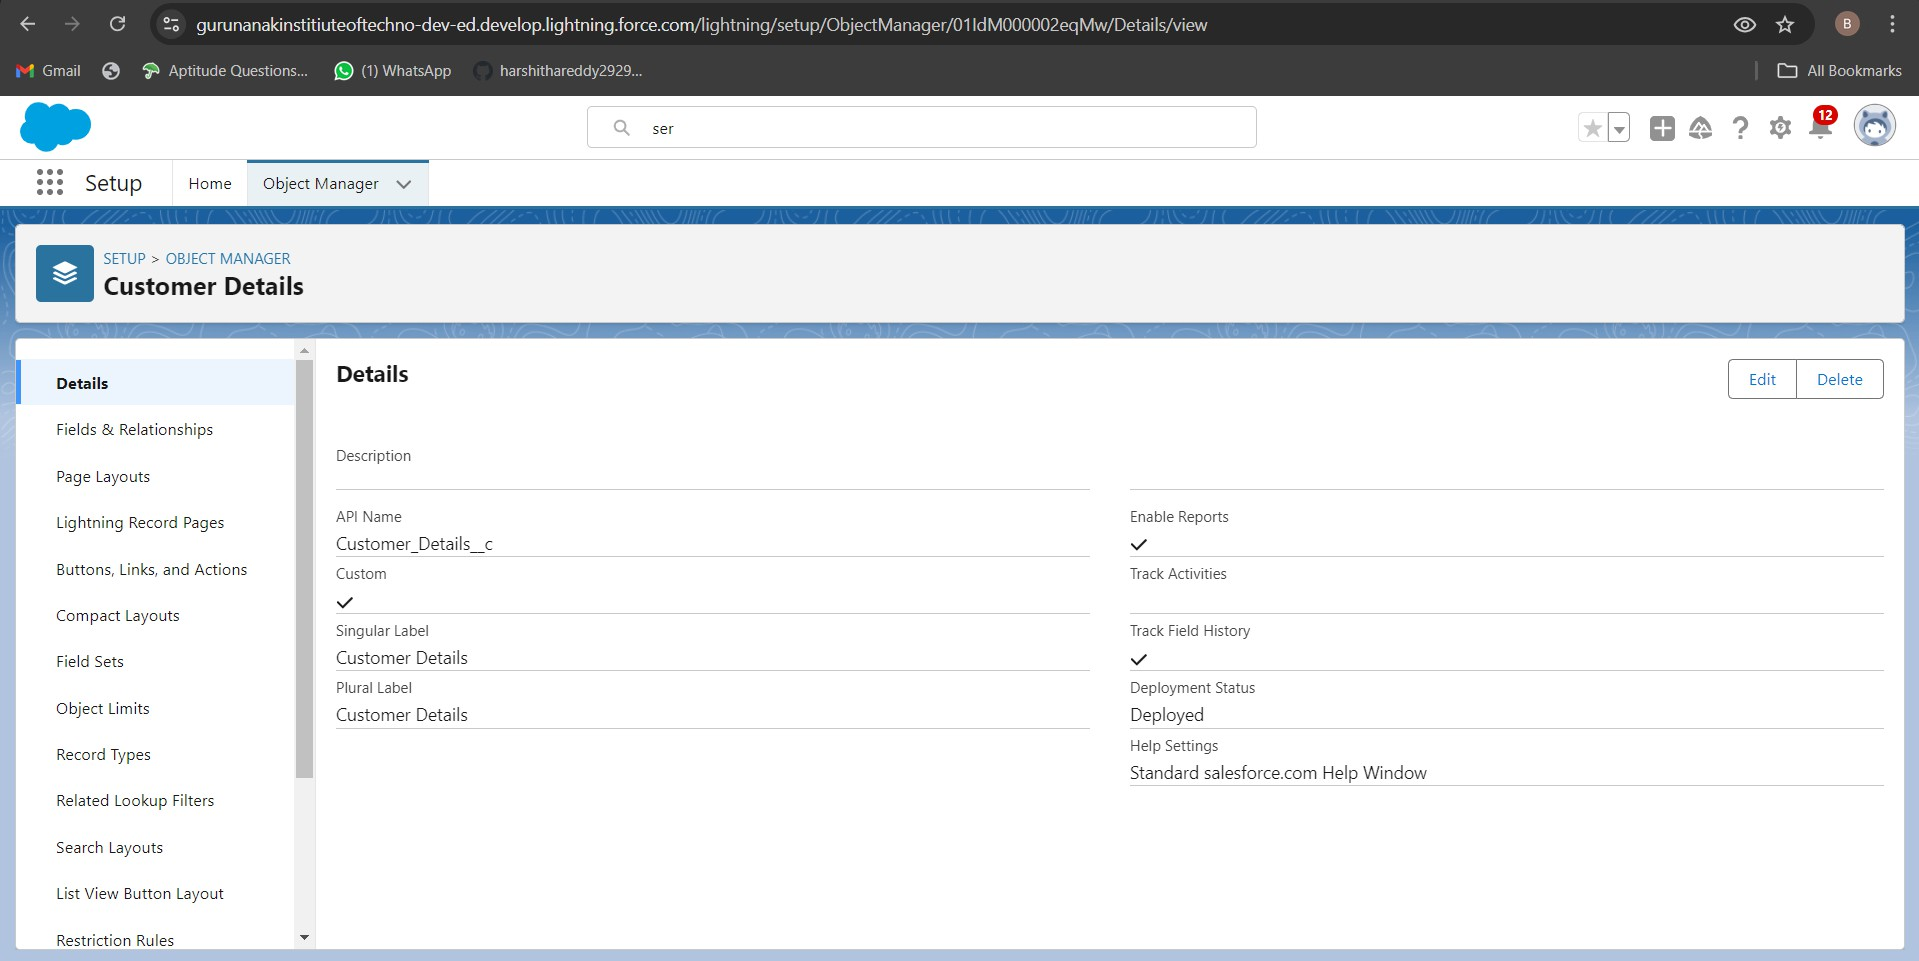 gurunanakinstitiuteoftechno-dev-ed.develop.lightning.force.com/lightning/setup/ObjectManager/01IdM000002eqMw/Details/view
B
Gmail
Aptitude Questions...
(1) WhatsApp
harshithareddy2929...
All Bookmarks
ser
12
Setup
Home
Object Manager
SETUP > OBJECT MANAGER
Customer Details
Details
Fields & Relationships
Page Layouts
Lightning Record Pages
Buttons, Links, and Actions
Compact Layouts
Field Sets
Object Limits
Record Types
Related Lookup Filters
Search Layouts
List View Button Layout
Restriction Rules
Details
Edit
Delete
Description
API Name
Customer_Details__c
Custom
Singular Label
Customer Details
Plural Label
Customer Details
Enable Reports
Track Activities
Track Field History
Deployment Status
Deployed
Help Settings
Standard salesforce.com Help Window